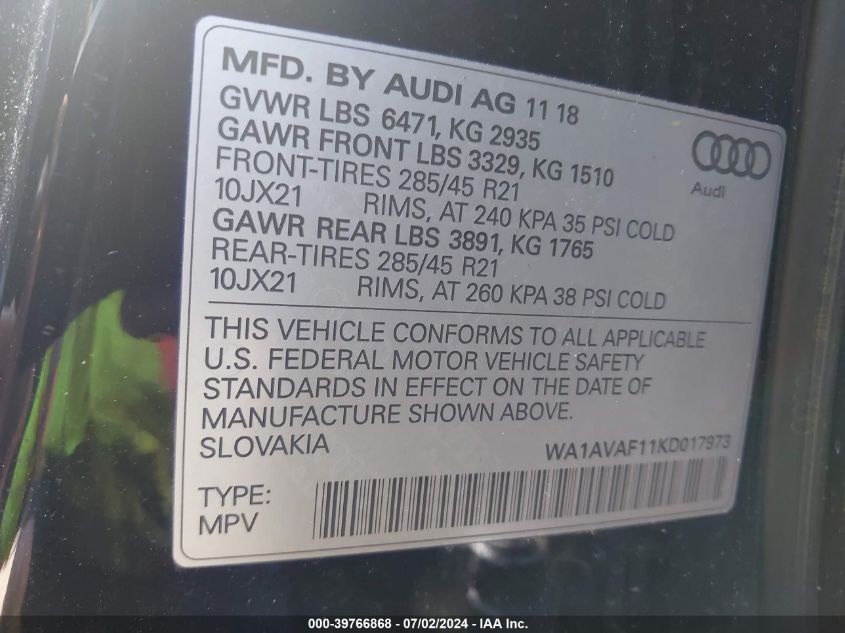 MFD. BY AUDI AG 11 18
GVWR LBS 6471, KG 2935
GAWR FRONT LBS 3329, KG 1510
FRONT-TIRES 285/45 R21
10JX21 RIMS, AT 240 KPA 35 PSI COLD
GAWR REAR LBS 3891, KG 1765
REAR-TIRES 285/45 R21
10JX21 RIMS, AT 260 KPA 38 PSI COLD
Audi
THIS VEHICLE CONFORMS TO ALL APPLICABLE
U.S. FEDERAL MOTOR VEHICLE SAFETY
STANDARDS IN EFFECT ON THE DATE OF
MANUFACTURE SHOWN ABOVE.
SLOVAKIA WA1AVAF11KD017973
TYPE:
MPV
000-39766868 - 07/02/2024 - IAA Inc.